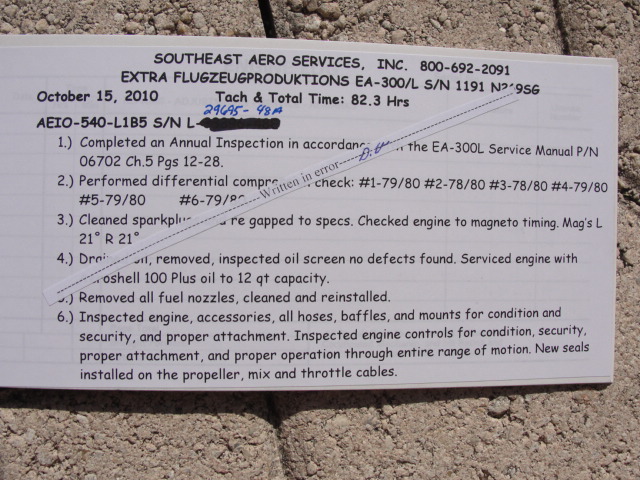 SOUTHEAST AERO SERVICES, INC. 800-692-2091
EXTRA FLUGZEUGPRODUKTIONS EA-300/L S/N 1191 SG
October 15, 2010 Tach & Total Time: 82.3 Hrs
29695-48A
AEIO-540-L1B5 S/N L-
1.) Completed an Annual Inspection in the EA-300L Service Manual P/N
06702 Ch.5 Pgs 12-28.
2.) Performed differential check: #1-79/80 #2-78/80 #3-78/80 #4-79/80
#5-79/80 #6-79/80
Written in error
3.) Cleaned re gapped to specs. Checked engine to magneto timing. Mag's L
21° R 21°
4.) removed, inspected oil screen no defects found. Serviced engine with
100 Plus oil to 12 qt capacity.
5.) Removed all fuel nozzles, cleaned and reinstalled.
6.) Inspected engine, accessories, all hoses, baffles, and mounts for condition and
security, and proper attachment. Inspected engine controls for condition, security,
proper attachment, and proper operation through entire range of motion. New seals
installed on the propeller, mix and throttle cables.